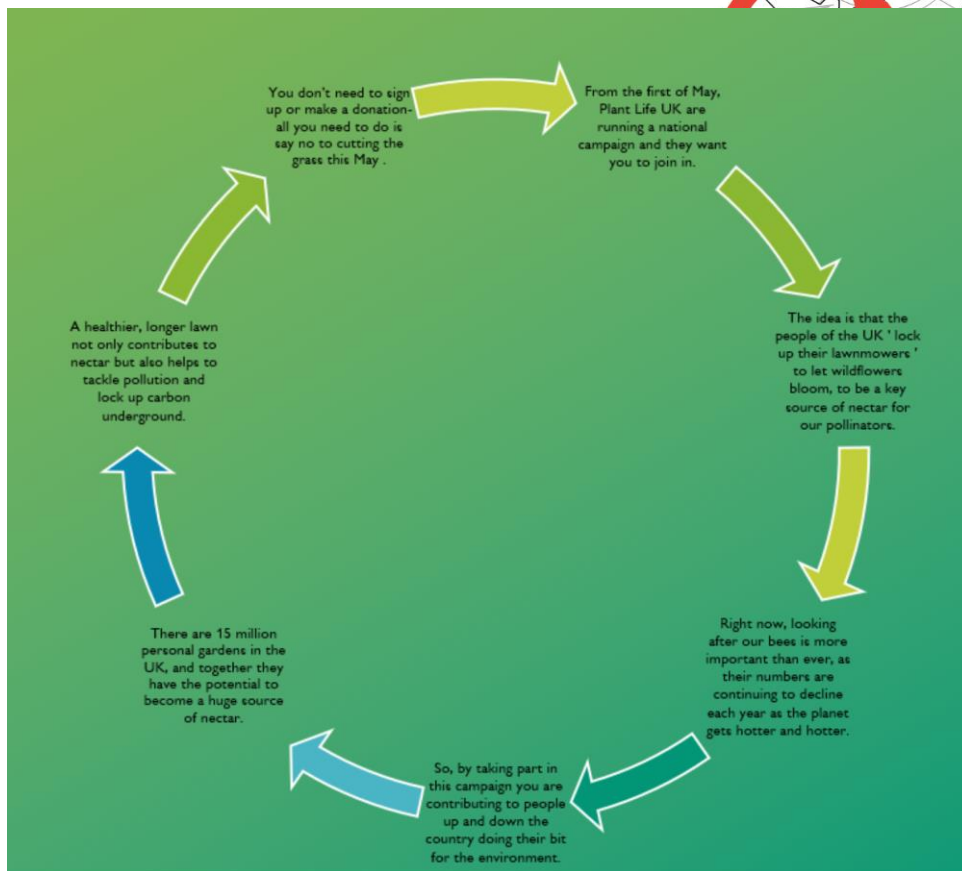 From the first of May,
Plant Life UK are
running a national
campaign and they want
you to join in.
The idea is that the
people of the UK ' lock
up their lawnmowers '
to let wildflowers
bloom, to be a key
source of nectar for
our pollinators.
Right now, looking
after our bees is more
important than ever, as
their numbers are
continuing to decline
each year as the planet
gets hotter and hotter.
So, by taking part in
this campaign you are
contributing to people
up and down the
country doing their bit
for the environment.
There are 15 million
personal gardens in the
UK, and together they
have the potential to
become a huge source
of nectar.
A healthier, longer lawn
not only contributes to
nectar but also helps to
tackle pollution and
lock up carbon
underground.
You don't need to sign
up or make a donation-
all you need to do is
say no to cutting the
grass this May .